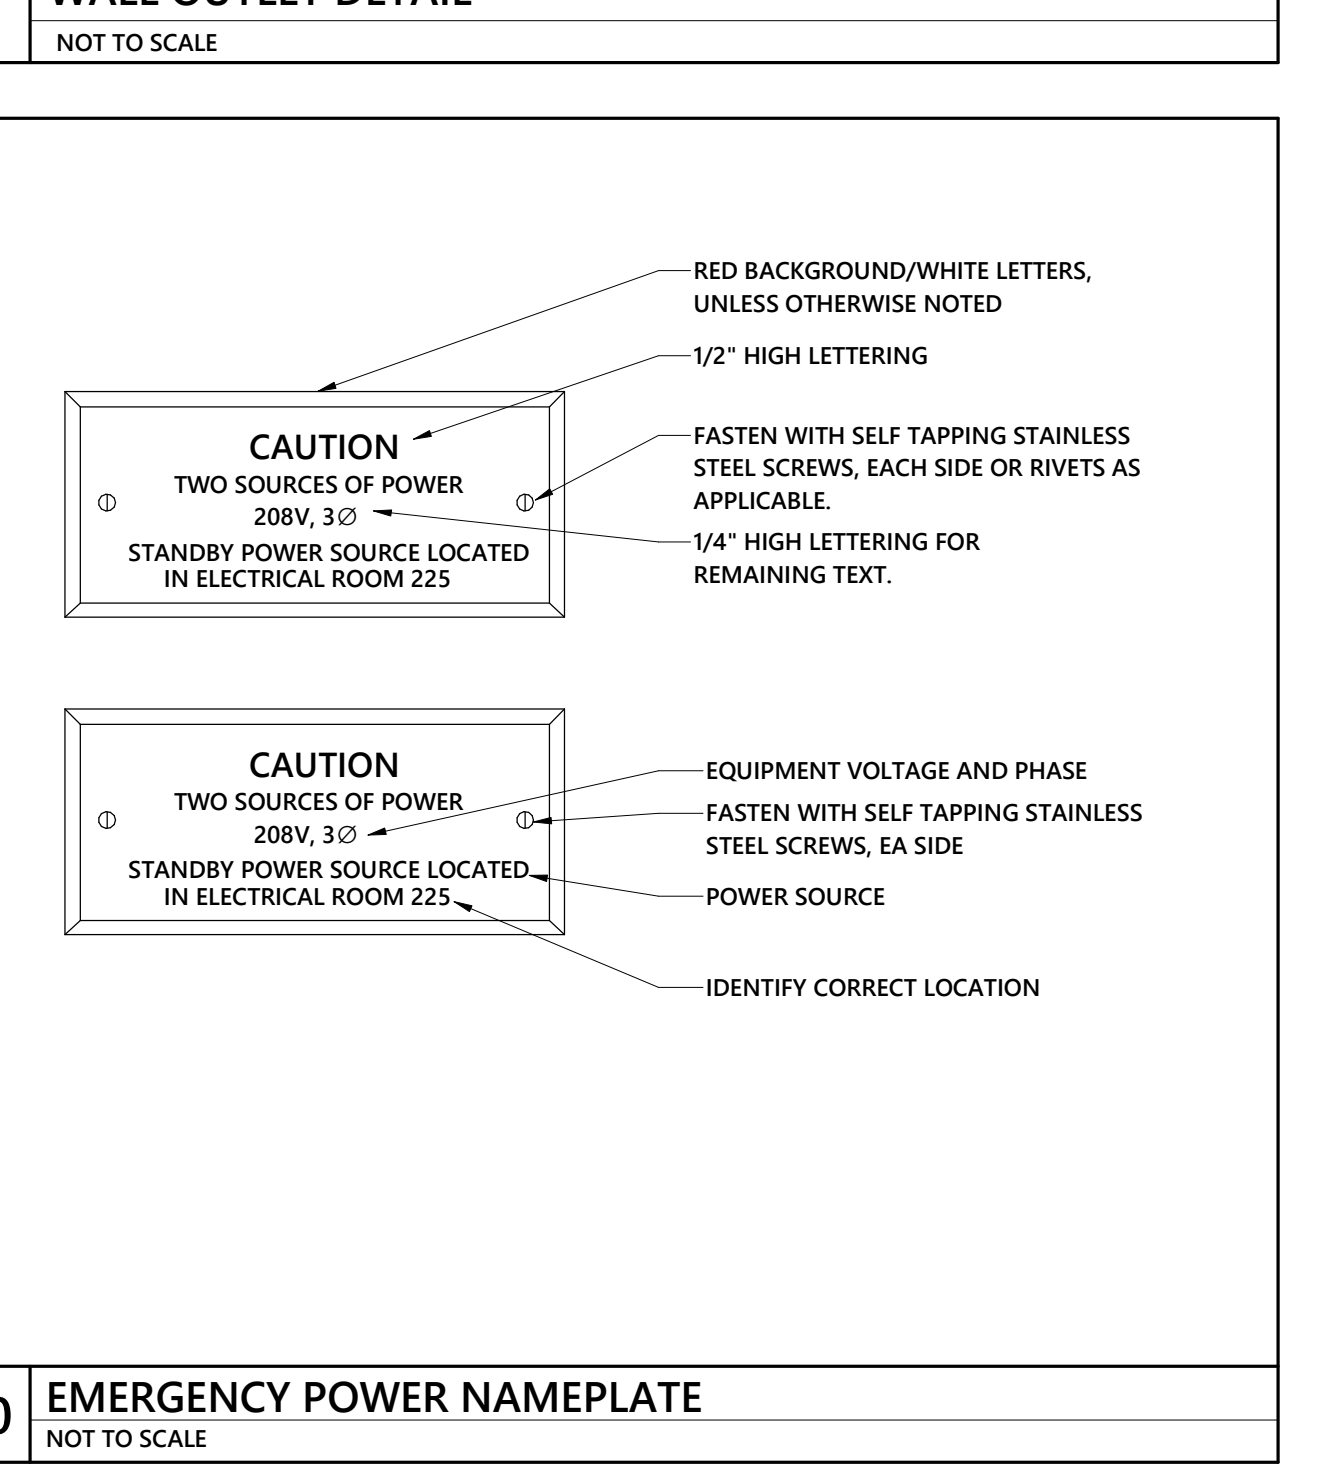 WALL OUTLET DETAIL
NOT TO SCALE
RED BACKGROUND/WHITE LETTERS,
UNLESS OTHERWISE NOTED
1/2" HIGH LETTERING
FASTEN WITH SELF TAPPING STAINLESS
STEEL SCREWS, EACH SIDE OR RIVETS AS
APPLICABLE.
1/4" HIGH LETTERING FOR
REMAINING TEXT.
CAUTION
TWO SOURCES OF POWER
208V, 3∅
STANDBY POWER SOURCE LOCATED
IN ELECTRICAL ROOM 225
CAUTION
TWO SOURCES OF POWER
208V, 3∅
STANDBY POWER SOURCE LOCATED
IN ELECTRICAL ROOM 225
EQUIPMENT VOLTAGE AND PHASE
FASTEN WITH SELF TAPPING STAINLESS
STEEL SCREWS, EA SIDE
POWER SOURCE
IDENTIFY CORRECT LOCATION
EMERGENCY POWER NAMEPLATE
NOT TO SCALE